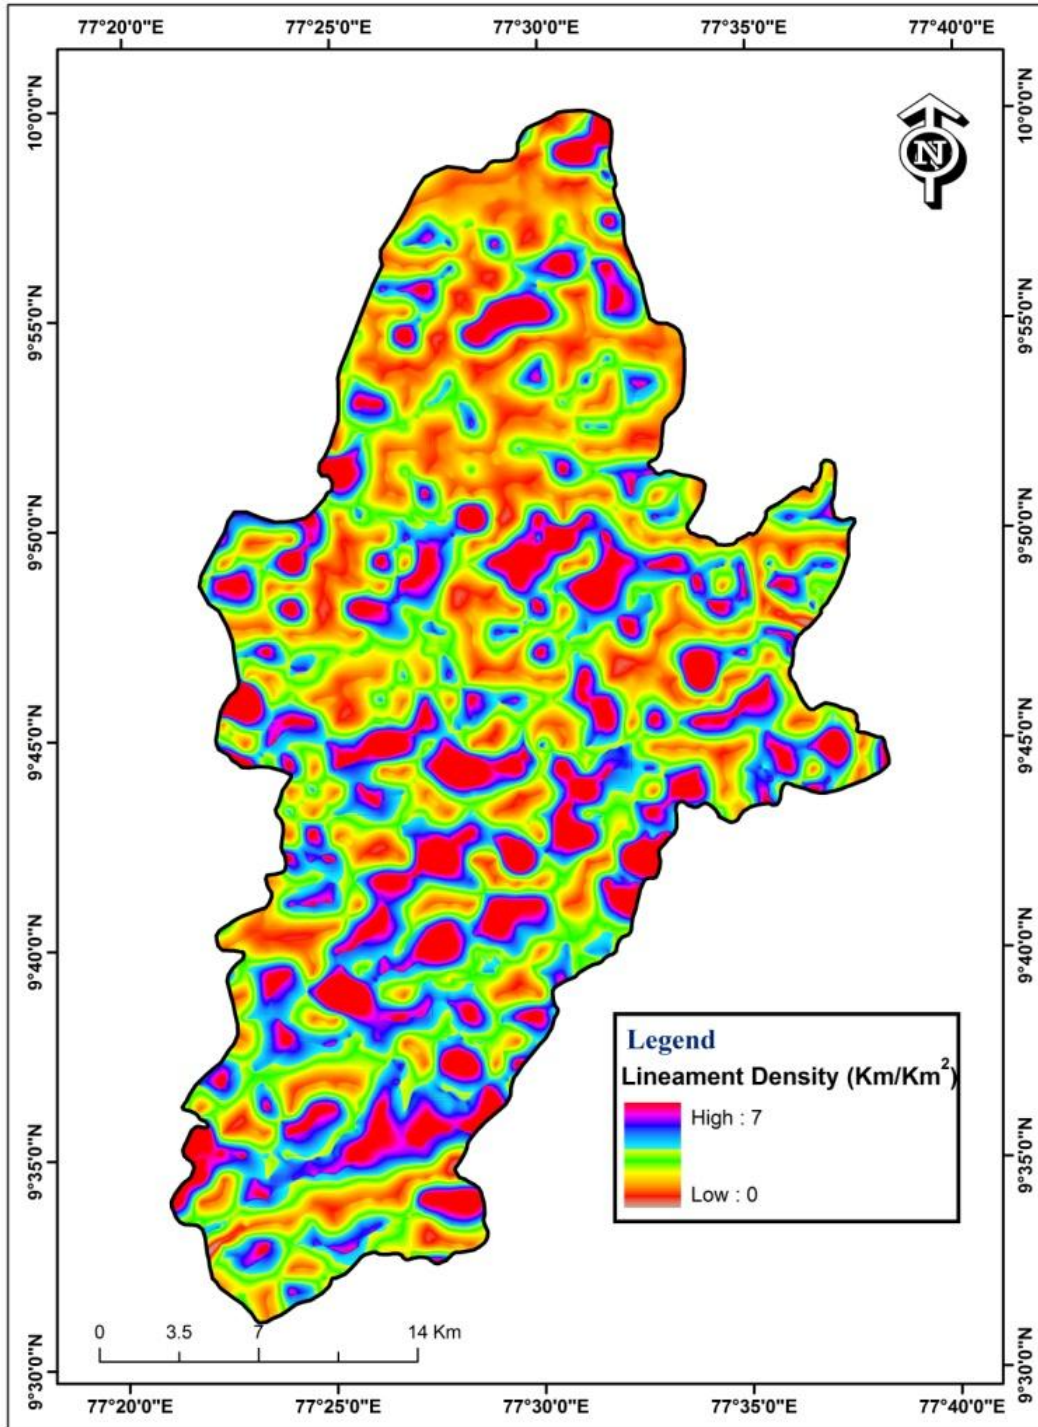 77°20'0"E 77°25'0"E 77°30'0"E 77°35'0"E 77°40'0"E
10°0'0"N 10°0'0"N
N
9°55'0"N 9°55'0"N
9°50'0"N 9°50'0"N
9°45'0"N 9°45'0"N
9°40'0"N 9°40'0"N
Legend
Lineament Density (Km/Km²)
High : 7
Low : 0
9°35'0"N 9°35'0"N
0 3.5 7 14 Km
9°30'0"N 9°30'0"N
77°20'0"E 77°25'0"E 77°30'0"E 77°35'0"E 77°40'0"E